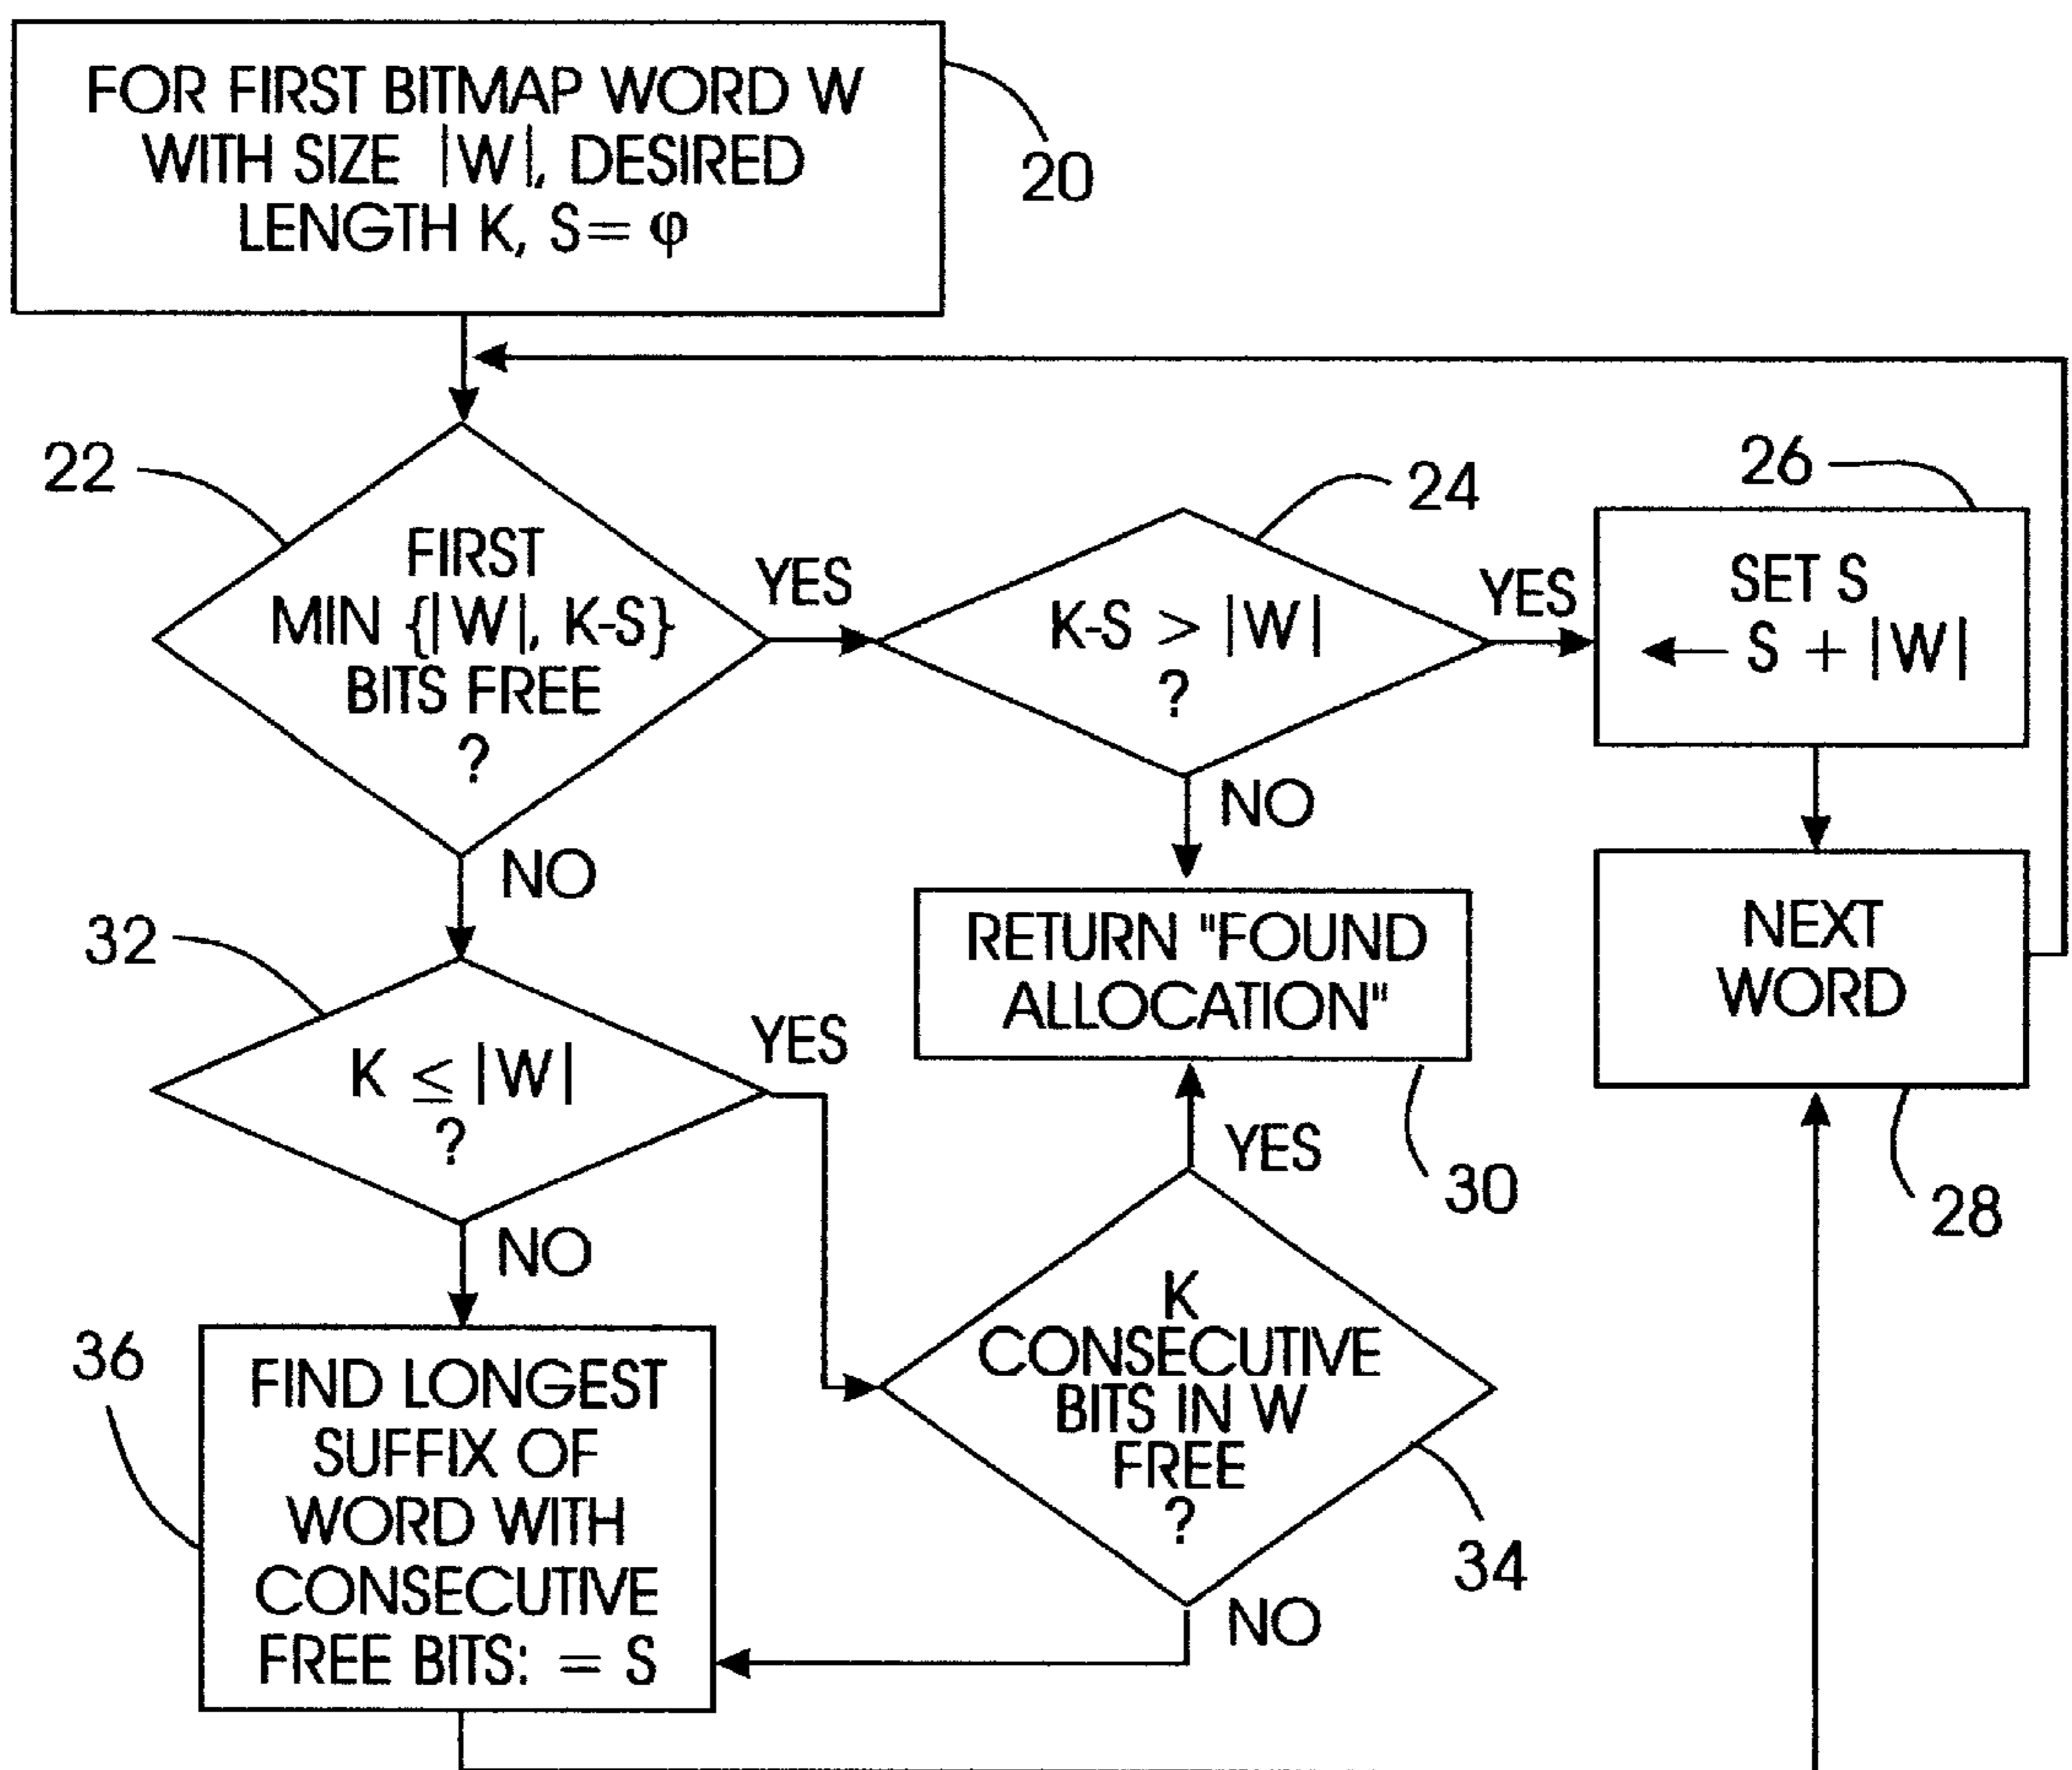 FOR FIRST BITMAP WORD W
WITH SIZE |W|, DESIRED
LENGTH K, S= φ
20
22
FIRST
MIN {|W|, K-S}
BITS FREE
?
YES
NO
24
K-S > |W|
?
YES
NO
26
SET S
← S + |W|
NEXT
WORD
28
RETURN "FOUND
ALLOCATION"
30
32
K ≤ |W|
?
YES
NO
K
CONSECUTIVE
BITS IN W
FREE
?
YES
NO
34
36
FIND LONGEST
SUFFIX OF
WORD WITH
CONSECUTIVE
FREE BITS: = S